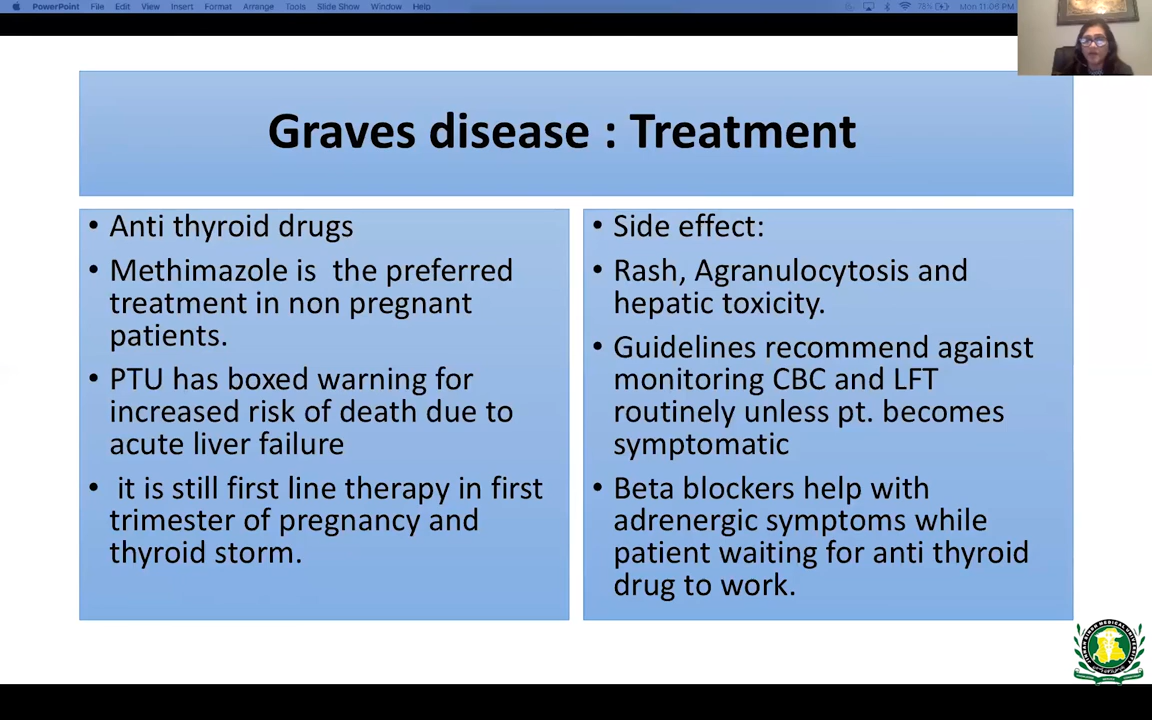 PowerPoint File Edit View Insert Format Arrange Tools Slide Show Window Help 78% Mon 11:06 PM
Graves disease : Treatment
• Anti thyroid drugs
• Methimazole is the preferred
treatment in non pregnant
patients.
• PTU has boxed warning for
increased risk of death due to
acute liver failure
• it is still first line therapy in first
trimester of pregnancy and
thyroid storm.
• Side effect:
• Rash, Agranulocytosis and
hepatic toxicity.
• Guidelines recommend against
monitoring CBC and LFT
routinely unless pt. becomes
symptomatic
• Beta blockers help with
adrenergic symptoms while
patient waiting for anti thyroid
drug to work.